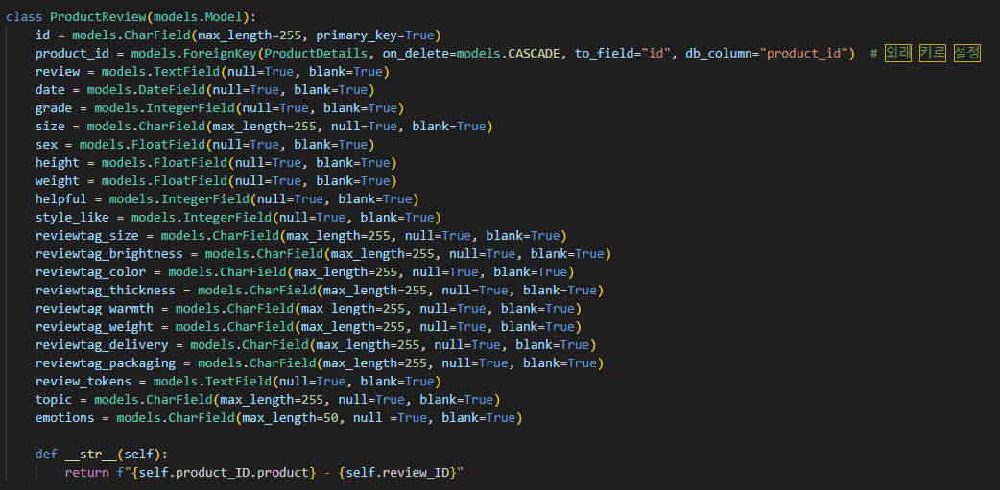 class ProductReview(models.Model):
    id = models.CharField(max_length=255, primary_key=True)
    product_id = models.ForeignKey(ProductDetails, on_delete=models.CASCADE, to_field="id", db_column="product_id")  # 외래 키로 설정
    review = models.TextField(null=True, blank=True)
    date = models.DateField(null=True, blank=True)
    grade = models.IntegerField(null=True, blank=True)
    size = models.CharField(max_length=255, null=True, blank=True)
    sex = models.FloatField(null=True, blank=True)
    height = models.FloatField(null=True, blank=True)
    weight = models.FloatField(null=True, blank=True)
    helpful = models.IntegerField(null=True, blank=True)
    style_like = models.IntegerField(null=True, blank=True)
    reviewtag_size = models.CharField(max_length=255, null=True, blank=True)
    reviewtag_brightness = models.CharField(max_length=255, null=True, blank=True)
    reviewtag_color = models.CharField(max_length=255, null=True, blank=True)
    reviewtag_thickness = models.CharField(max_length=255, null=True, blank=True)
    reviewtag_warmth = models.CharField(max_length=255, null=True, blank=True)
    reviewtag_weight = models.CharField(max_length=255, null=True, blank=True)
    reviewtag_delivery = models.CharField(max_length=255, null=True, blank=True)
    reviewtag_packaging = models.CharField(max_length=255, null=True, blank=True)
    review_tokens = models.TextField(null=True, blank=True)
    topic = models.CharField(max_length=255, null=True, blank=True)
    emotions = models.CharField(max_length=50, null =True, blank=True)

    def __str__(self):
        return f"{self.product_ID.product} - {self.review_ID}"